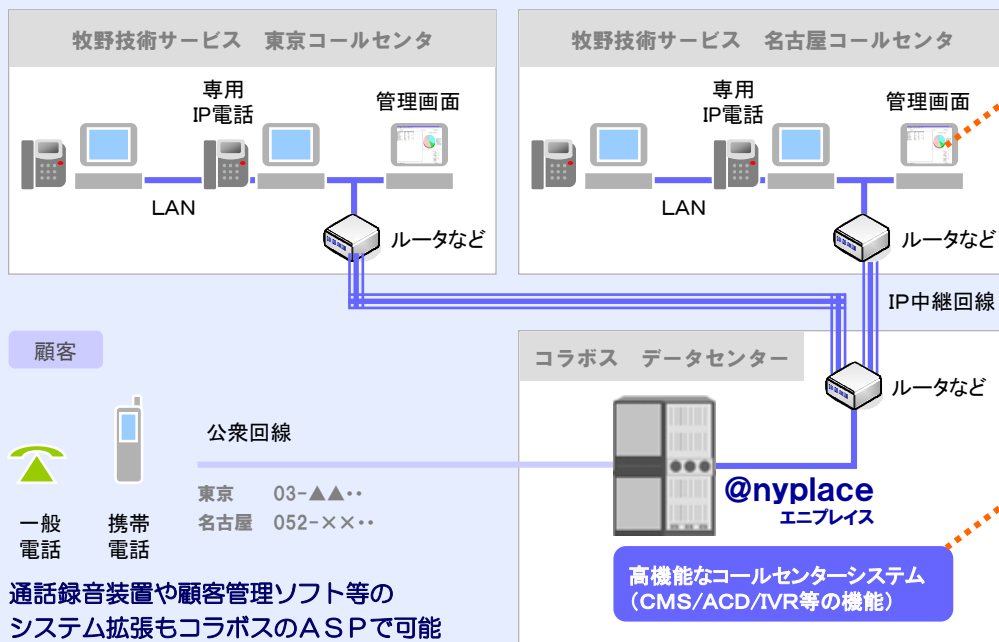 牧野技術サービス　東京コールセンタ
専用
IP電話
管理画面
LAN
ルータなど
牧野技術サービス　名古屋コールセンタ
専用
IP電話
管理画面
LAN
ルータなど
IP中継回線
顧客
一般
電話
携帯
電話
公衆回線
東京　03-▲▲‥
名古屋　052-××‥
コラボス　データセンター
ルータなど
@nyplace
エニプレイス
高機能なコールセンターシステム
（CMS/ACD/IVR等の機能）
通話録音装置や顧客管理ソフト等の
システム拡張もコラボスのＡＳＰで可能